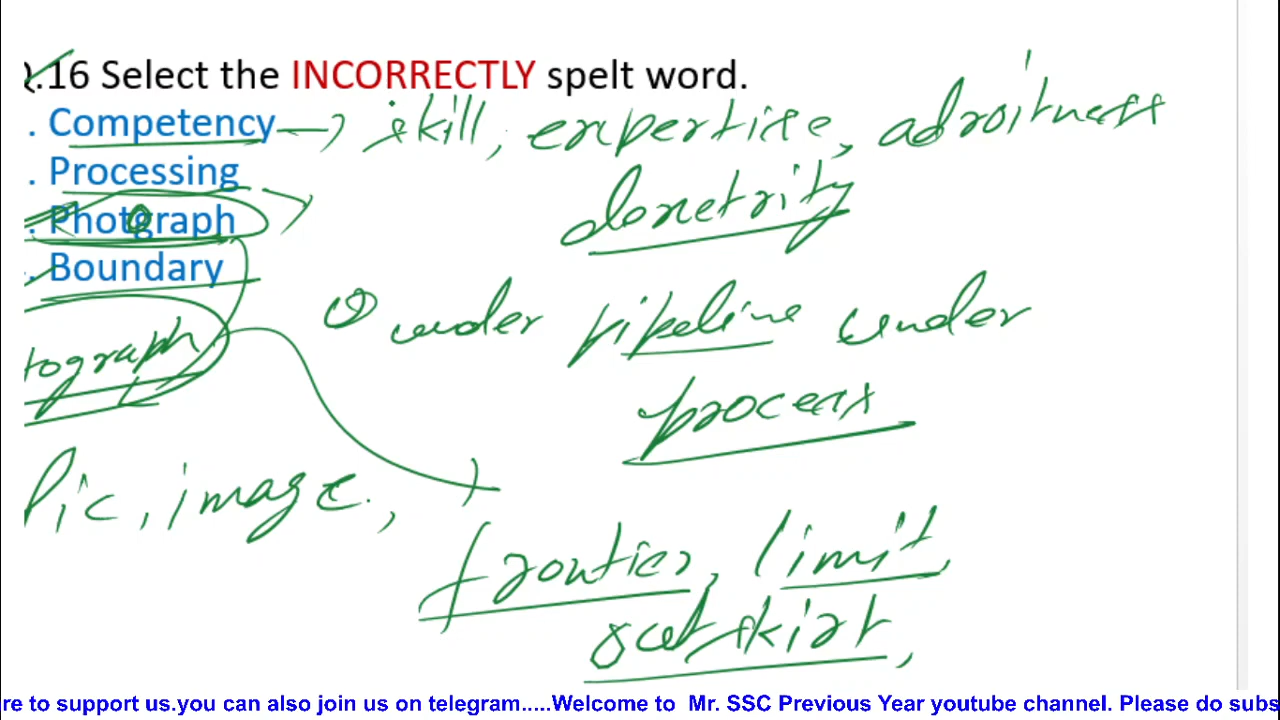 .16 Select the INCORRECTLY spelt word.
. Competency → skill, expertise, adroitness
dexetrity
. Processing
. Photgraph
o
. Boundary
under pipeline under
process
tograph
Pic, image,
frontier, limit,
outskirt,
re to support us.you can also join us on telegram.....Welcome to Mr. SSC Previous Year youtube channel. Please do subs